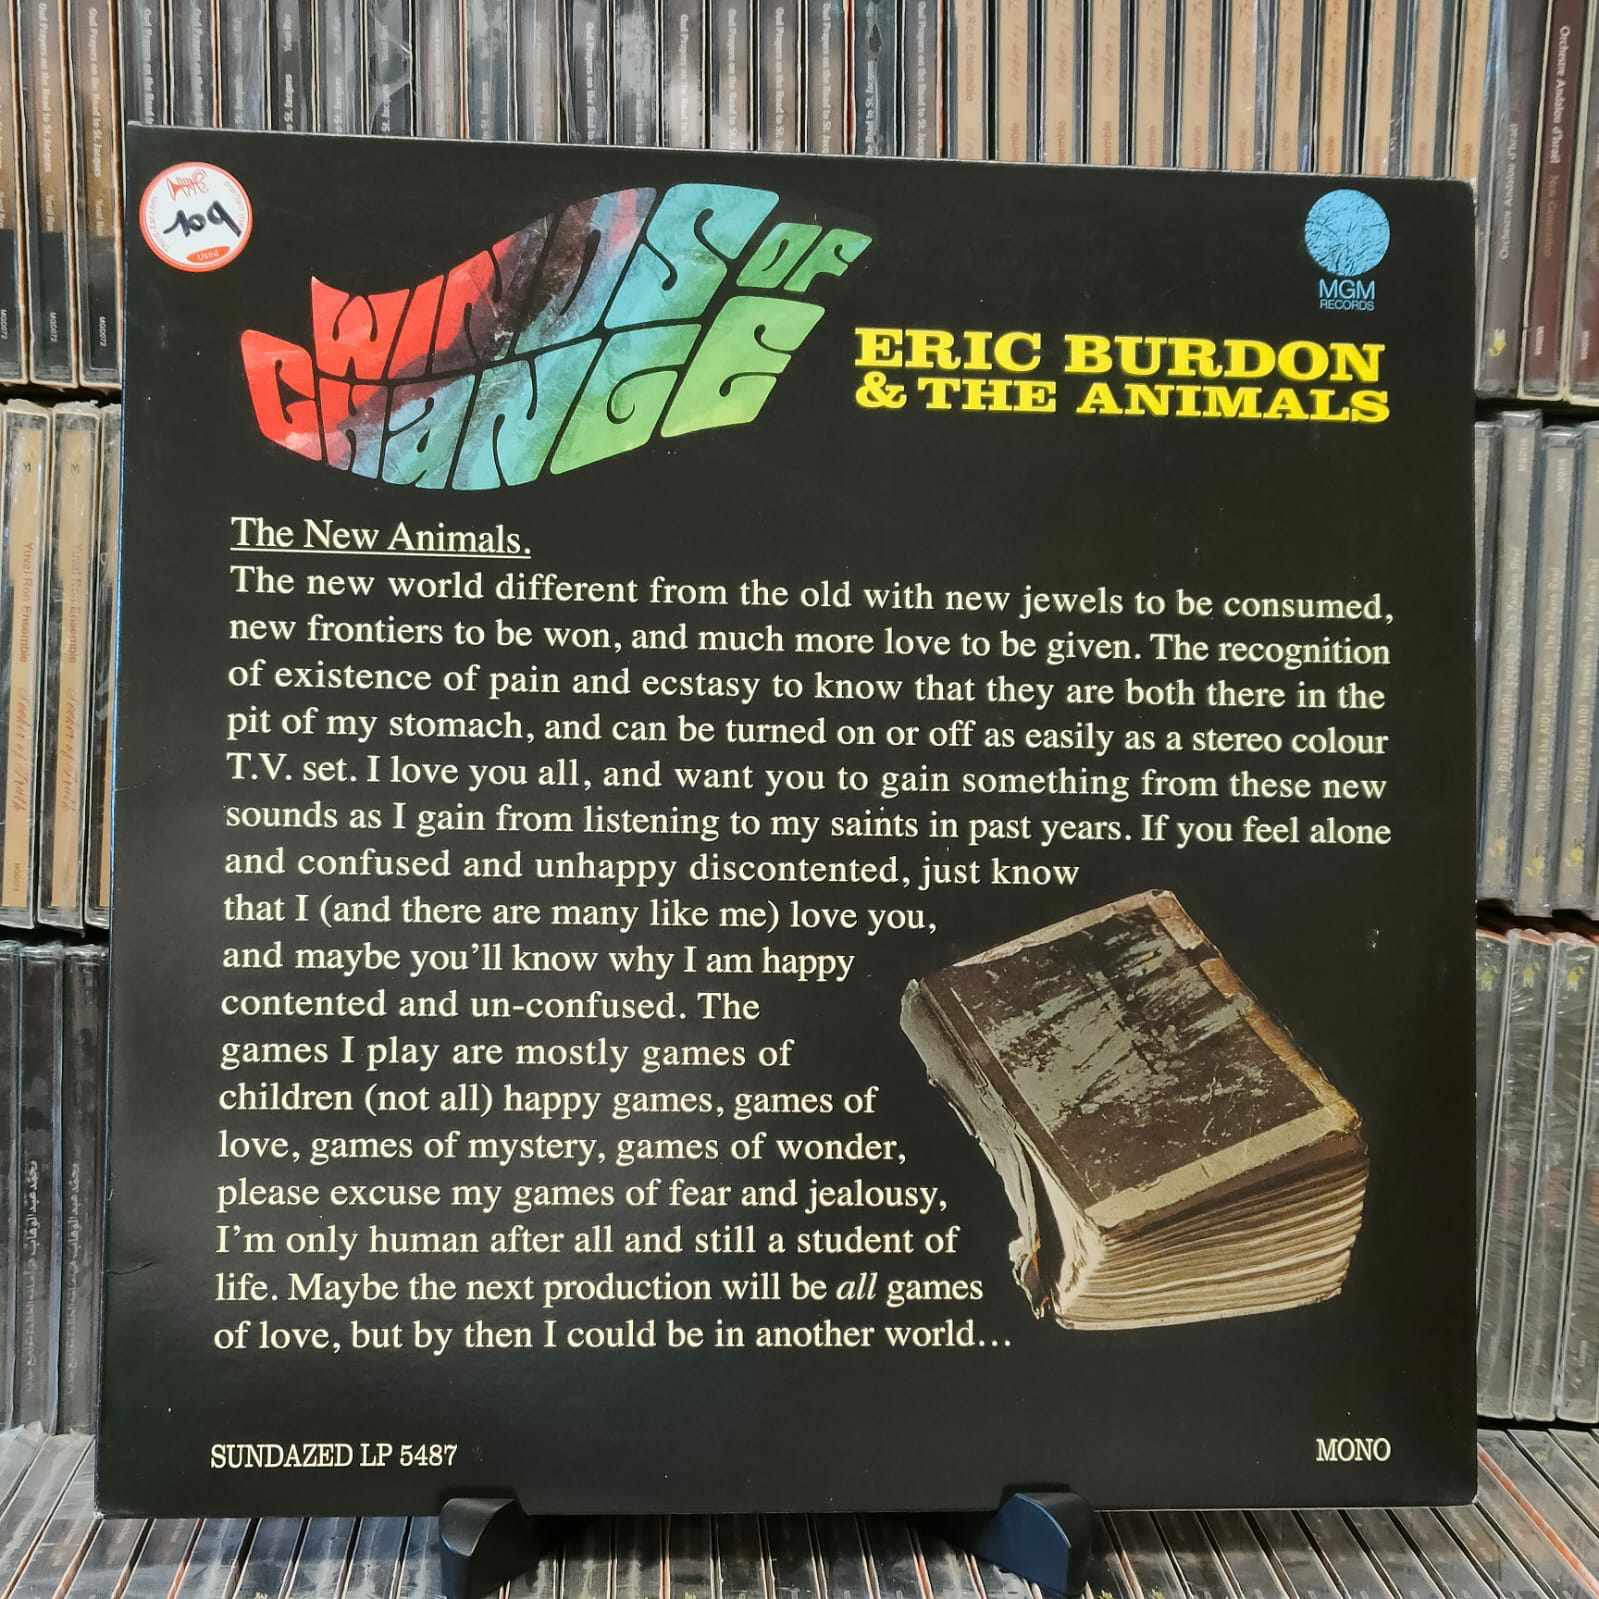 109
Used
WINDS OF
CHANGE
MGM
RECORDS
ERIC BURDON
& THE ANIMALS
The New Animals.
The new world different from the old with new jewels to be consumed,
new frontiers to be won, and much more love to be given. The recognition
of existence of pain and ecstasy to know that they are both there in the
pit of my stomach, and can be turned on or off as easily as a stereo colour
T.V. set. I love you all, and want you to gain something from these new
sounds as I gain from listening to my saints in past years. If you feel alone
and confused and unhappy discontented, just know
that I (and there are many like me) love you,
and maybe you'll know why I am happy
contented and un-confused. The
games I play are mostly games of
children (not all) happy games, games of
love, games of mystery, games of wonder,
please excuse my games of fear and jealousy,
I'm only human after all and still a student of
life. Maybe the next production will be all games
of love, but by then I could be in another world...
SUNDAZED LP 5487
MONO